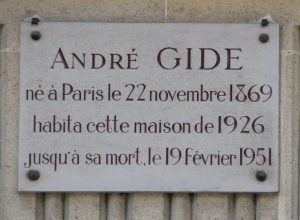 ANDRÉ GIDE
né à Paris le 22 novembre 1869
habita cette maison de 1926
jusqu'à sa mort, le 19 Février 1951